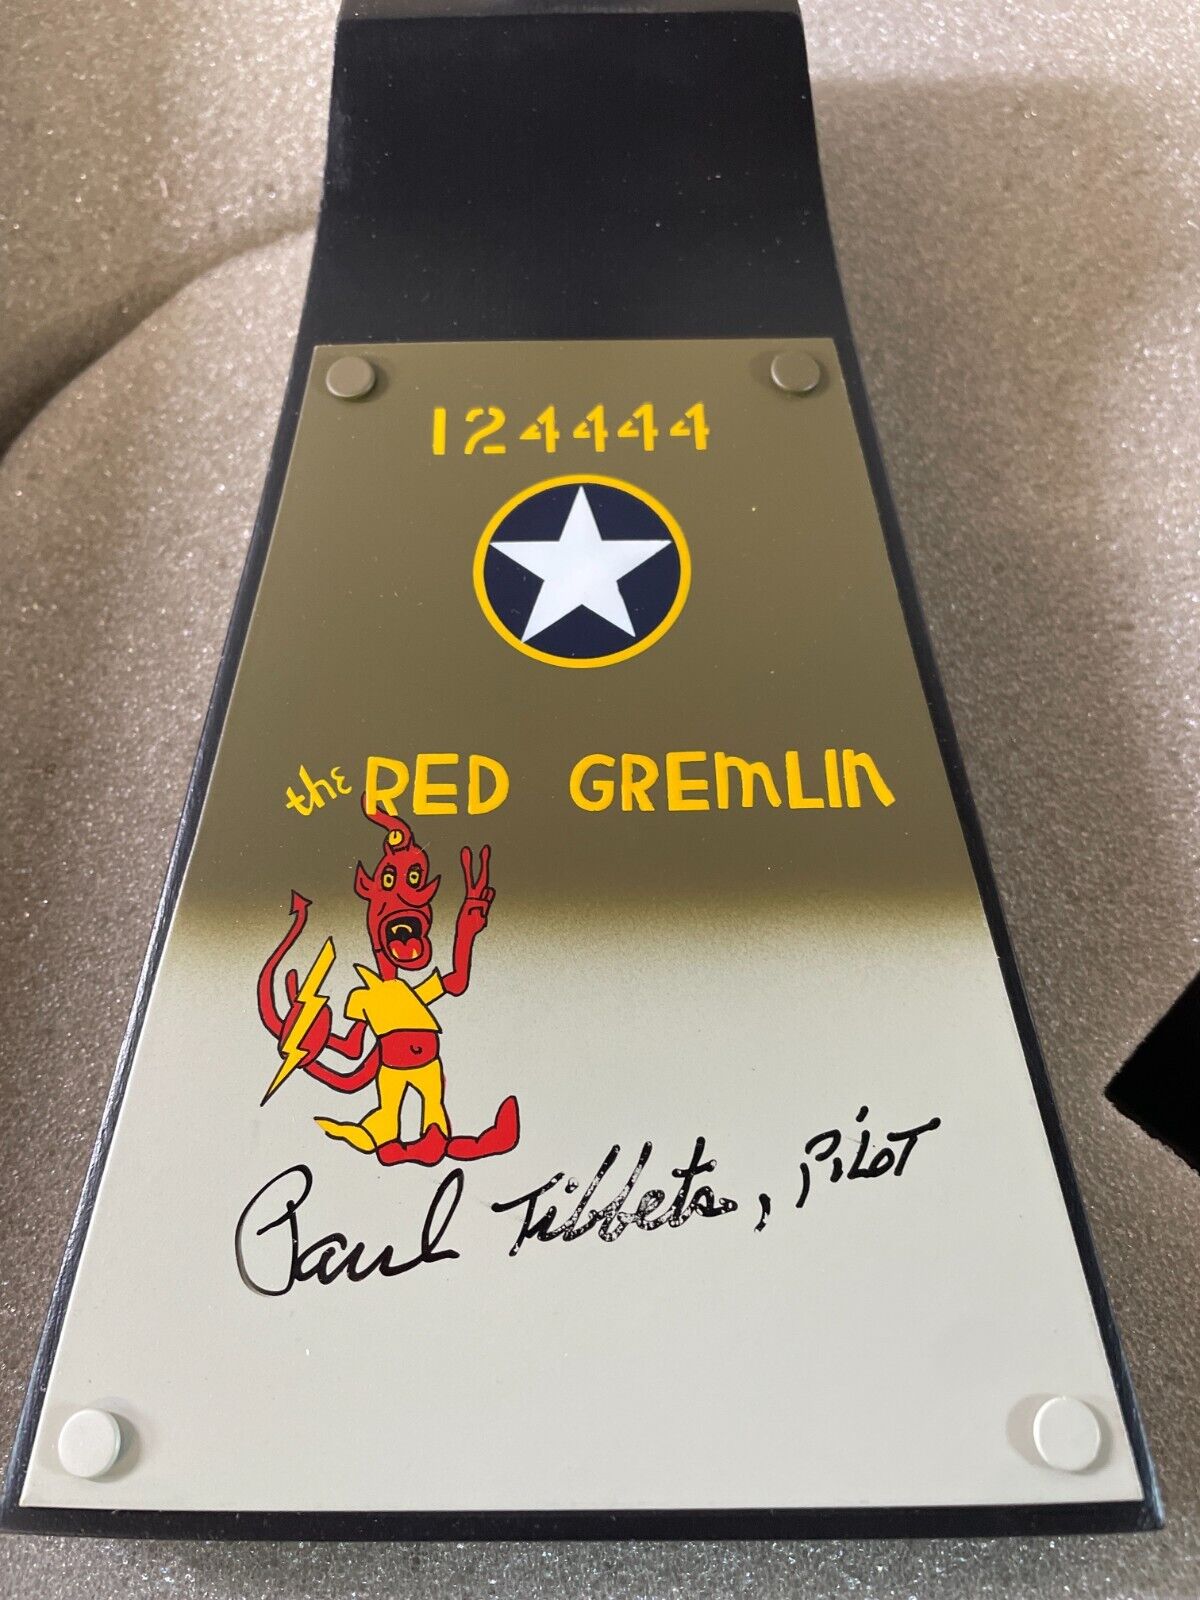 124444
the RED GREMLIN
Paul Tibbets, PILOT